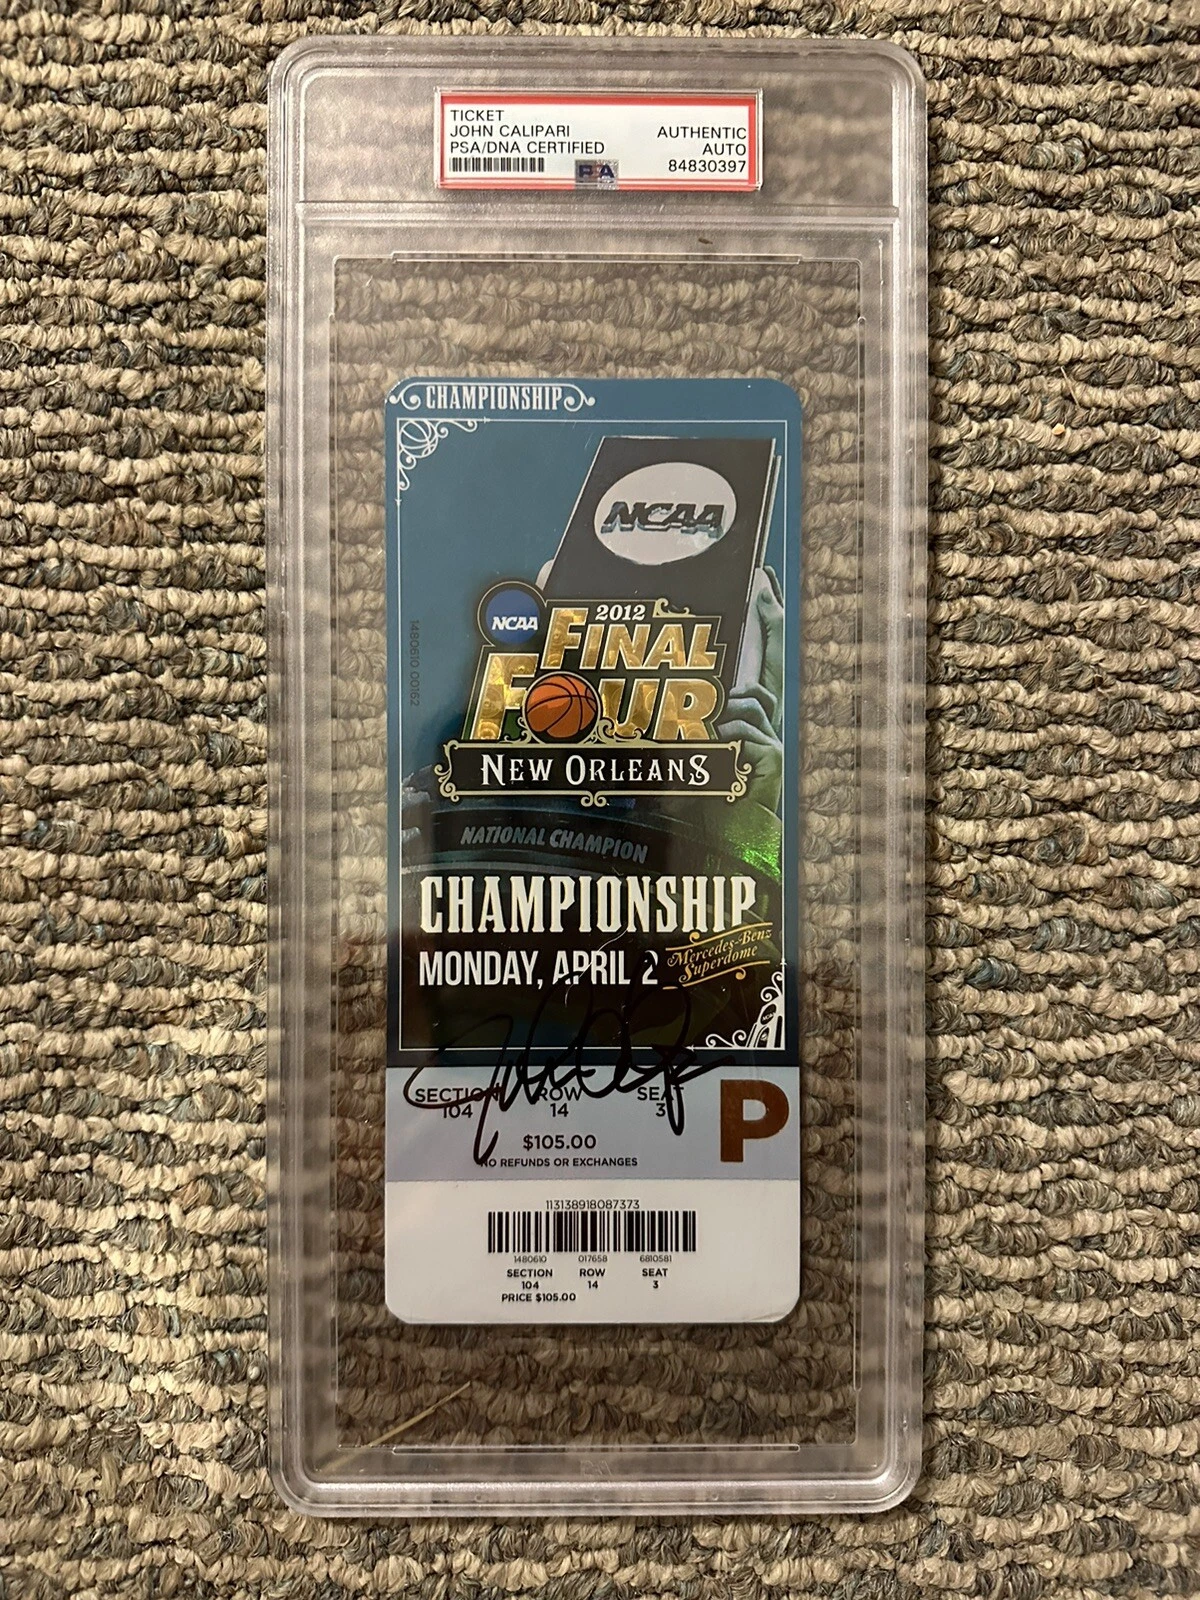 TICKET
JOHN CALIPARI
PSA/DNA CERTIFIED
AUTHENTIC
AUTO
84830397
PSA
CHAMPIONSHIP
NCAA
1480610 00162
NCAA
2012
FINAL
FOUR
NEW ORLEANS
NATIONAL CHAMPION
CHAMPIONSHIP
MONDAY, APRIL 2
Mercedes-Benz
Superdome
SECTION ROW SEAT
104 14 3
P
$105.00
NO REFUNDS OR EXCHANGES
113138918087373
1480610 017658 6810581
SECTION ROW SEAT
104 14 3
PRICE $105.00